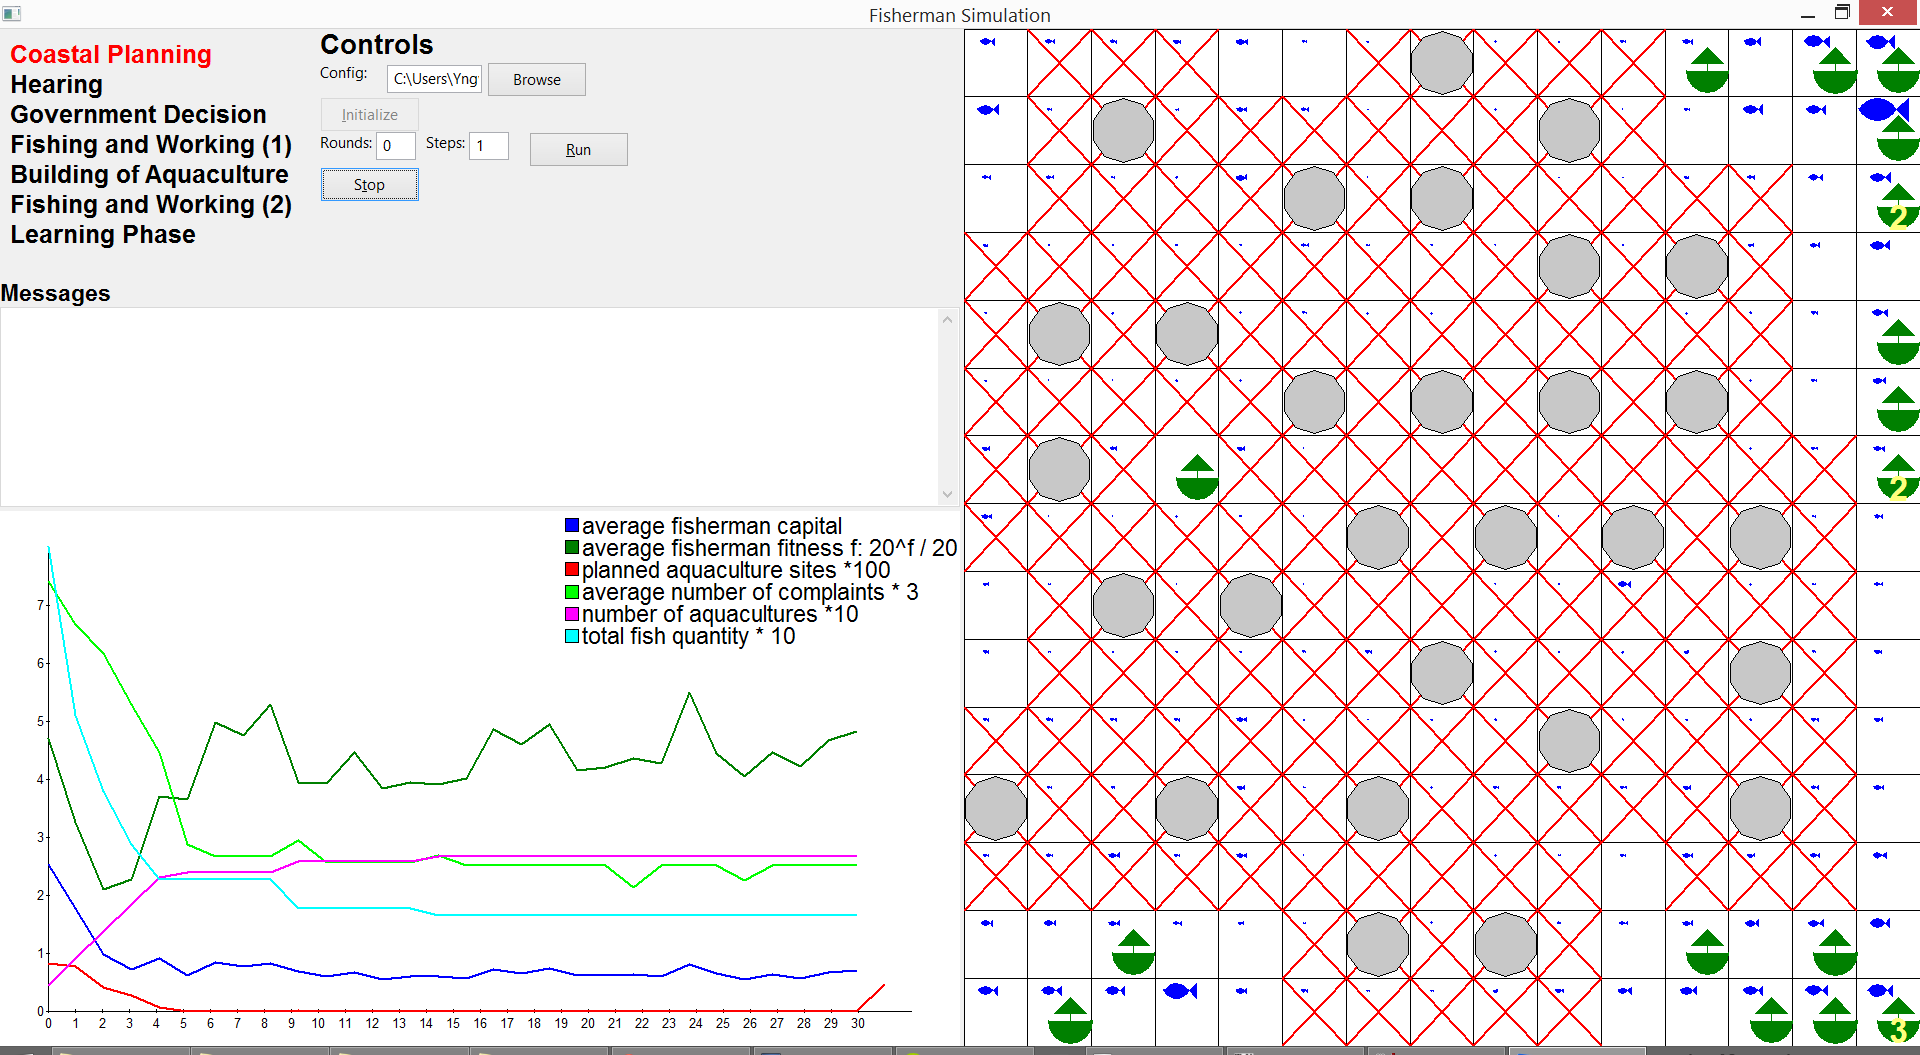 Fisherman Simulation
Coastal Planning
Hearing
Government Decision
Fishing and Working (1)
Building of Aquaculture
Fishing and Working (2)
Learning Phase
Controls
Config: C:\Users\Yng Browse
Initialize
Rounds: 0 Steps: 1 Run
Stop
Messages
average fisherman capital
average fisherman fitness f: 20^f / 20
planned aquaculture sites *100
average number of complaints * 3
number of aquacultures *10
total fish quantity * 10
7
6
5
4
3
2
1
0
0 1 2 3 4 5 6 7 8 9 10 11 12 13 14 15 16 17 18 19 20 21 22 23 24 25 26 27 28 29 30
2
2
3